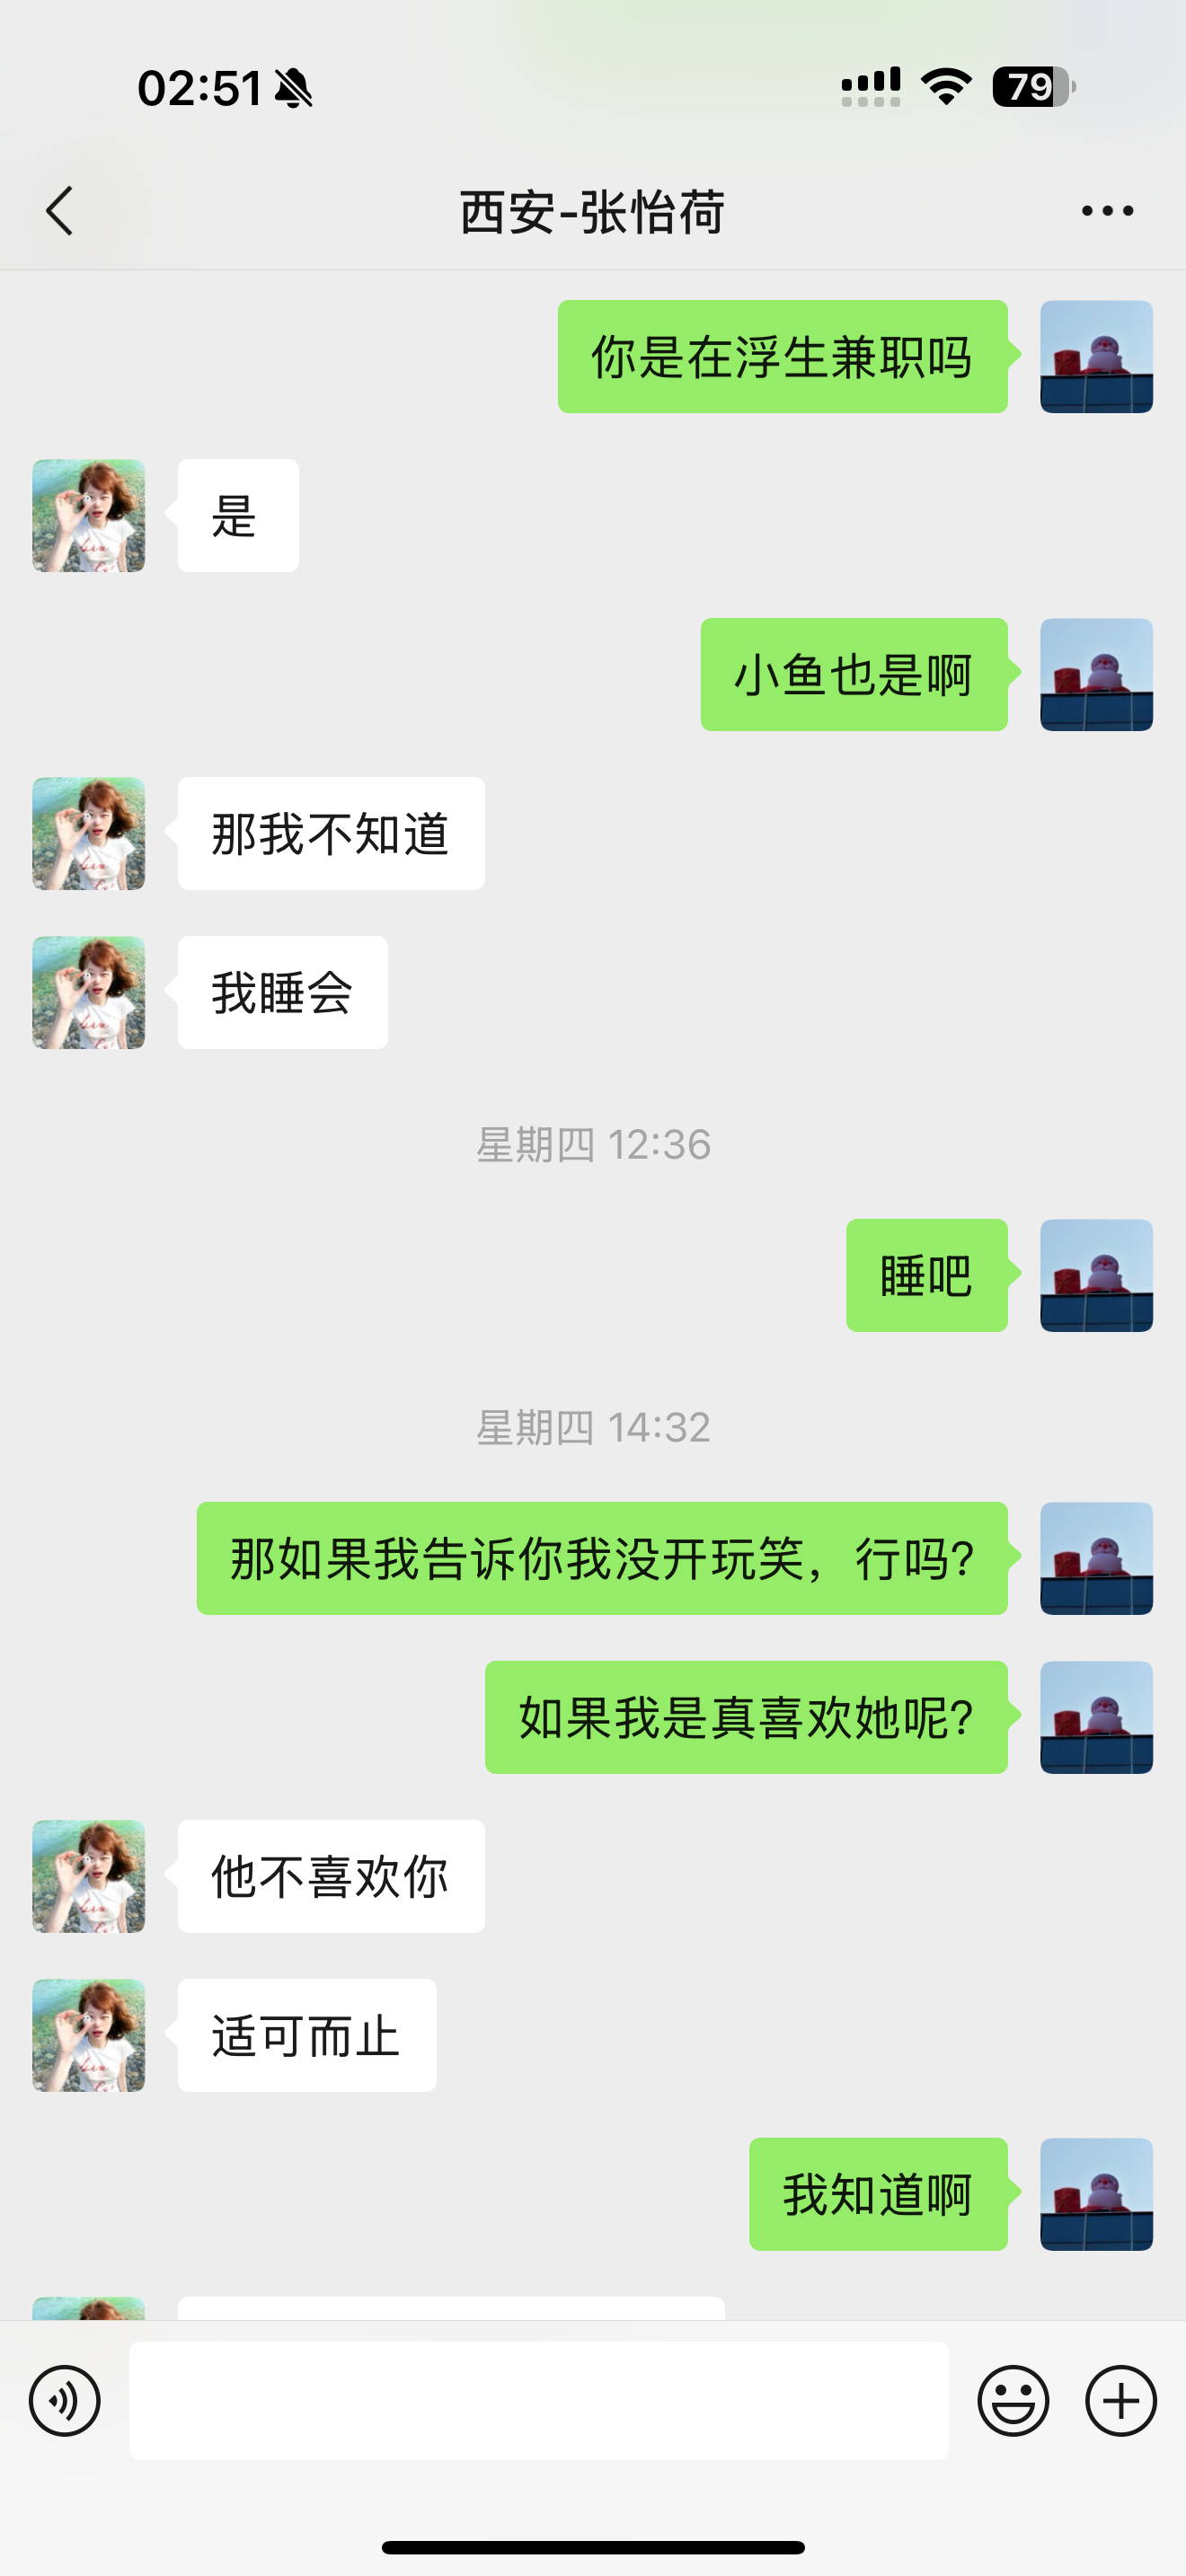 02:51
79
西安-张怡荷
你是在浮生兼职吗
是
小鱼也是啊
那我不知道
我睡会
星期四 12:36
睡吧
星期四 14:32
那如果我告诉你我没开玩笑，行吗?
如果我是真喜欢她呢?
他不喜欢你
适可而止
我知道啊